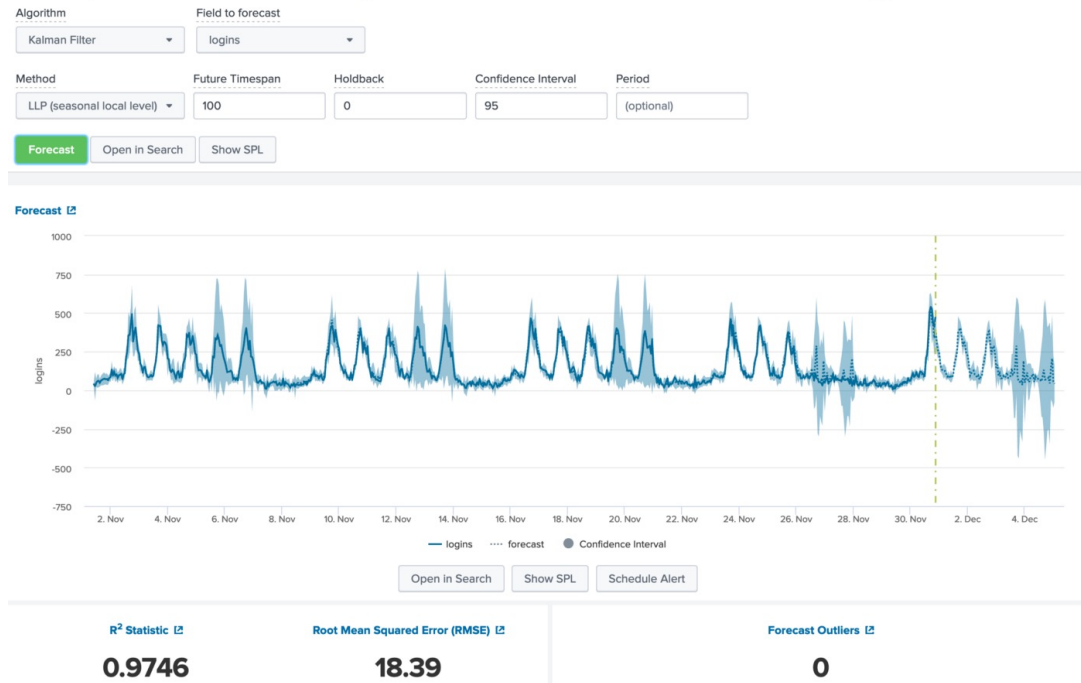 Algorithm Field to forecast
Kalman Filter logins
Method Future Timespan Holdback Confidence Interval Period
LLP (seasonal local level) 100 0 95 (optional)
Forecast Open in Search Show SPL
Forecast
1000
750
500
250
0
-250
-500
-750
logins
2. Nov 4. Nov 6. Nov 8. Nov 10. Nov 12. Nov 14. Nov 16. Nov 18. Nov 20. Nov 22. Nov 24. Nov 26. Nov 28. Nov 30. Nov 2. Dec 4. Dec
logins forecast Confidence Interval
Open in Search Show SPL Schedule Alert
R² Statistic Root Mean Squared Error (RMSE) Forecast Outliers
0.9746 18.39 0